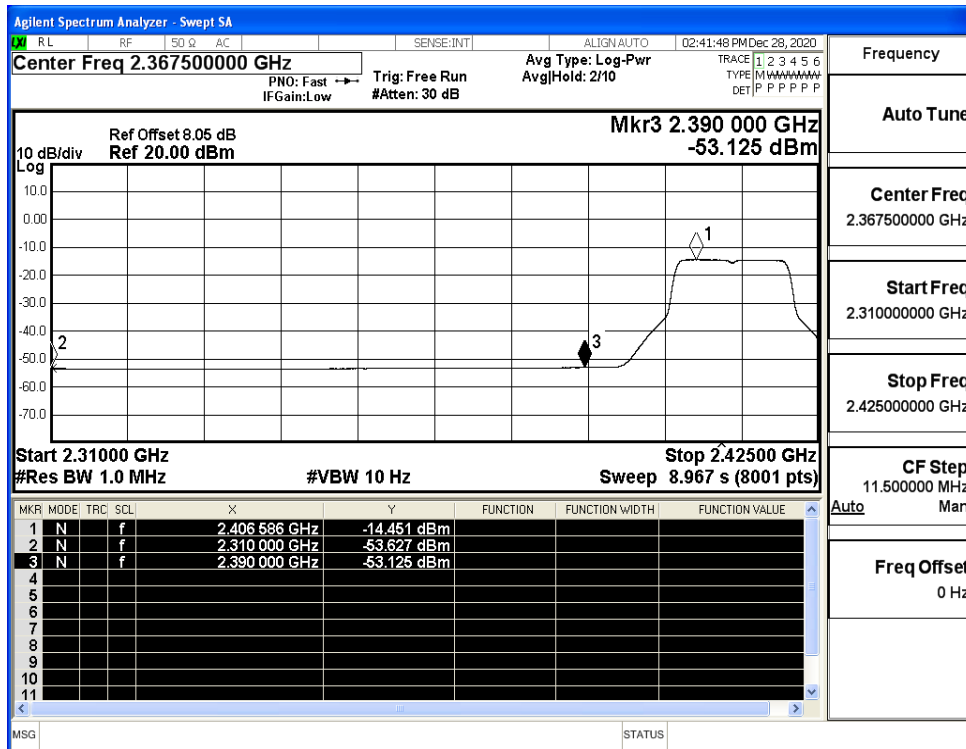 Agilent Spectrum Analyzer - Swept SA
LXI RL RF 50 Ω AC SENSE:INT ALIGN AUTO 02:41:48 PM Dec 28, 2020
Center Freq 2.367500000 GHz
PNO: Fast
IFGain:Low
Trig: Free Run
#Atten: 30 dB
Avg Type: Log-Pwr
Avg|Hold: 2/10
TRACE 1 2 3 4 5 6
TYPE M WWWWW
DET P P P P P P
Ref Offset 8.05 dB
10 dB/div Ref 20.00 dBm
Log
Mkr3 2.390 000 GHz
-53.125 dBm
10.0
0.00
-10.0
-20.0
-30.0
-40.0
-50.0
-60.0
-70.0
1
2
3
Start 2.31000 GHz
Stop 2.42500 GHz
#Res BW 1.0 MHz
#VBW 10 Hz
Sweep 8.967 s (8001 pts)
MKR MODE TRC SCL X Y FUNCTION FUNCTION WIDTH FUNCTION VALUE
1 N f 2.406 586 GHz -14.451 dBm
2 N f 2.310 000 GHz -53.627 dBm
3 N f 2.390 000 GHz -53.125 dBm
4
5
6
7
8
9
10
11
MSG
STATUS
Frequency
Auto Tune
Center Freq
2.367500000 GHz
Start Freq
2.310000000 GHz
Stop Freq
2.425000000 GHz
CF Step
11.500000 MHz
Auto Man
Freq Offset
0 Hz